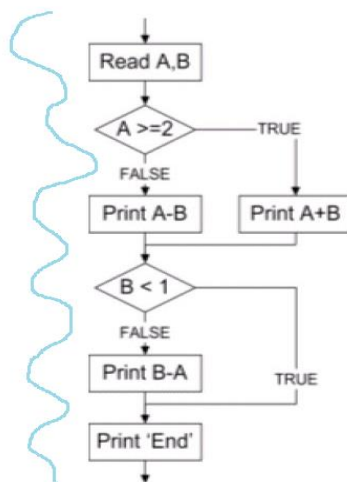 Read A,B
A >=2
TRUE
FALSE
Print A-B
Print A+B
B < 1
FALSE
Print B-A
TRUE
Print ‘End’